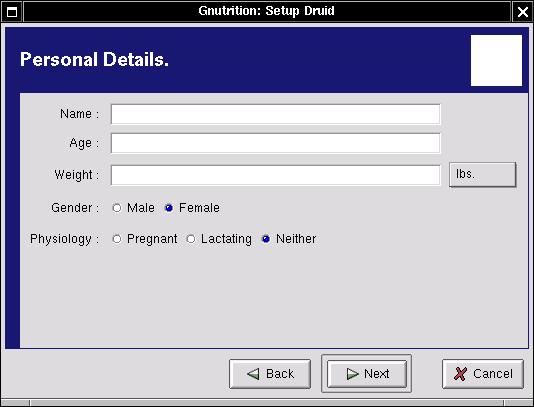 Gnutrition: Setup Druid
Personal Details.
Name :
Age :
Weight : lbs.
Gender : Male Female
Physiology : Pregnant Lactating Neither
Back Next Cancel